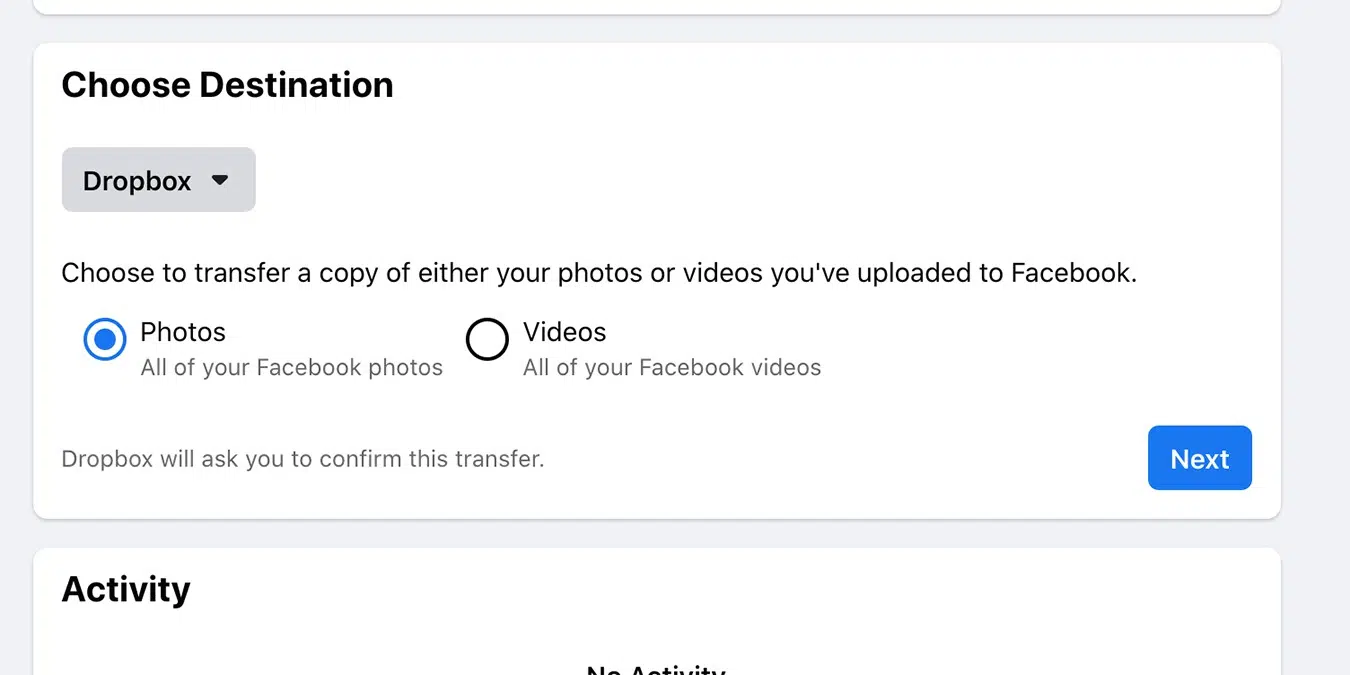 Choose Destination
Dropbox
Choose to transfer a copy of either your photos or videos you've uploaded to Facebook.
Photos
All of your Facebook photos
Videos
All of your Facebook videos
Dropbox will ask you to confirm this transfer.
Next
Activity
No Activity